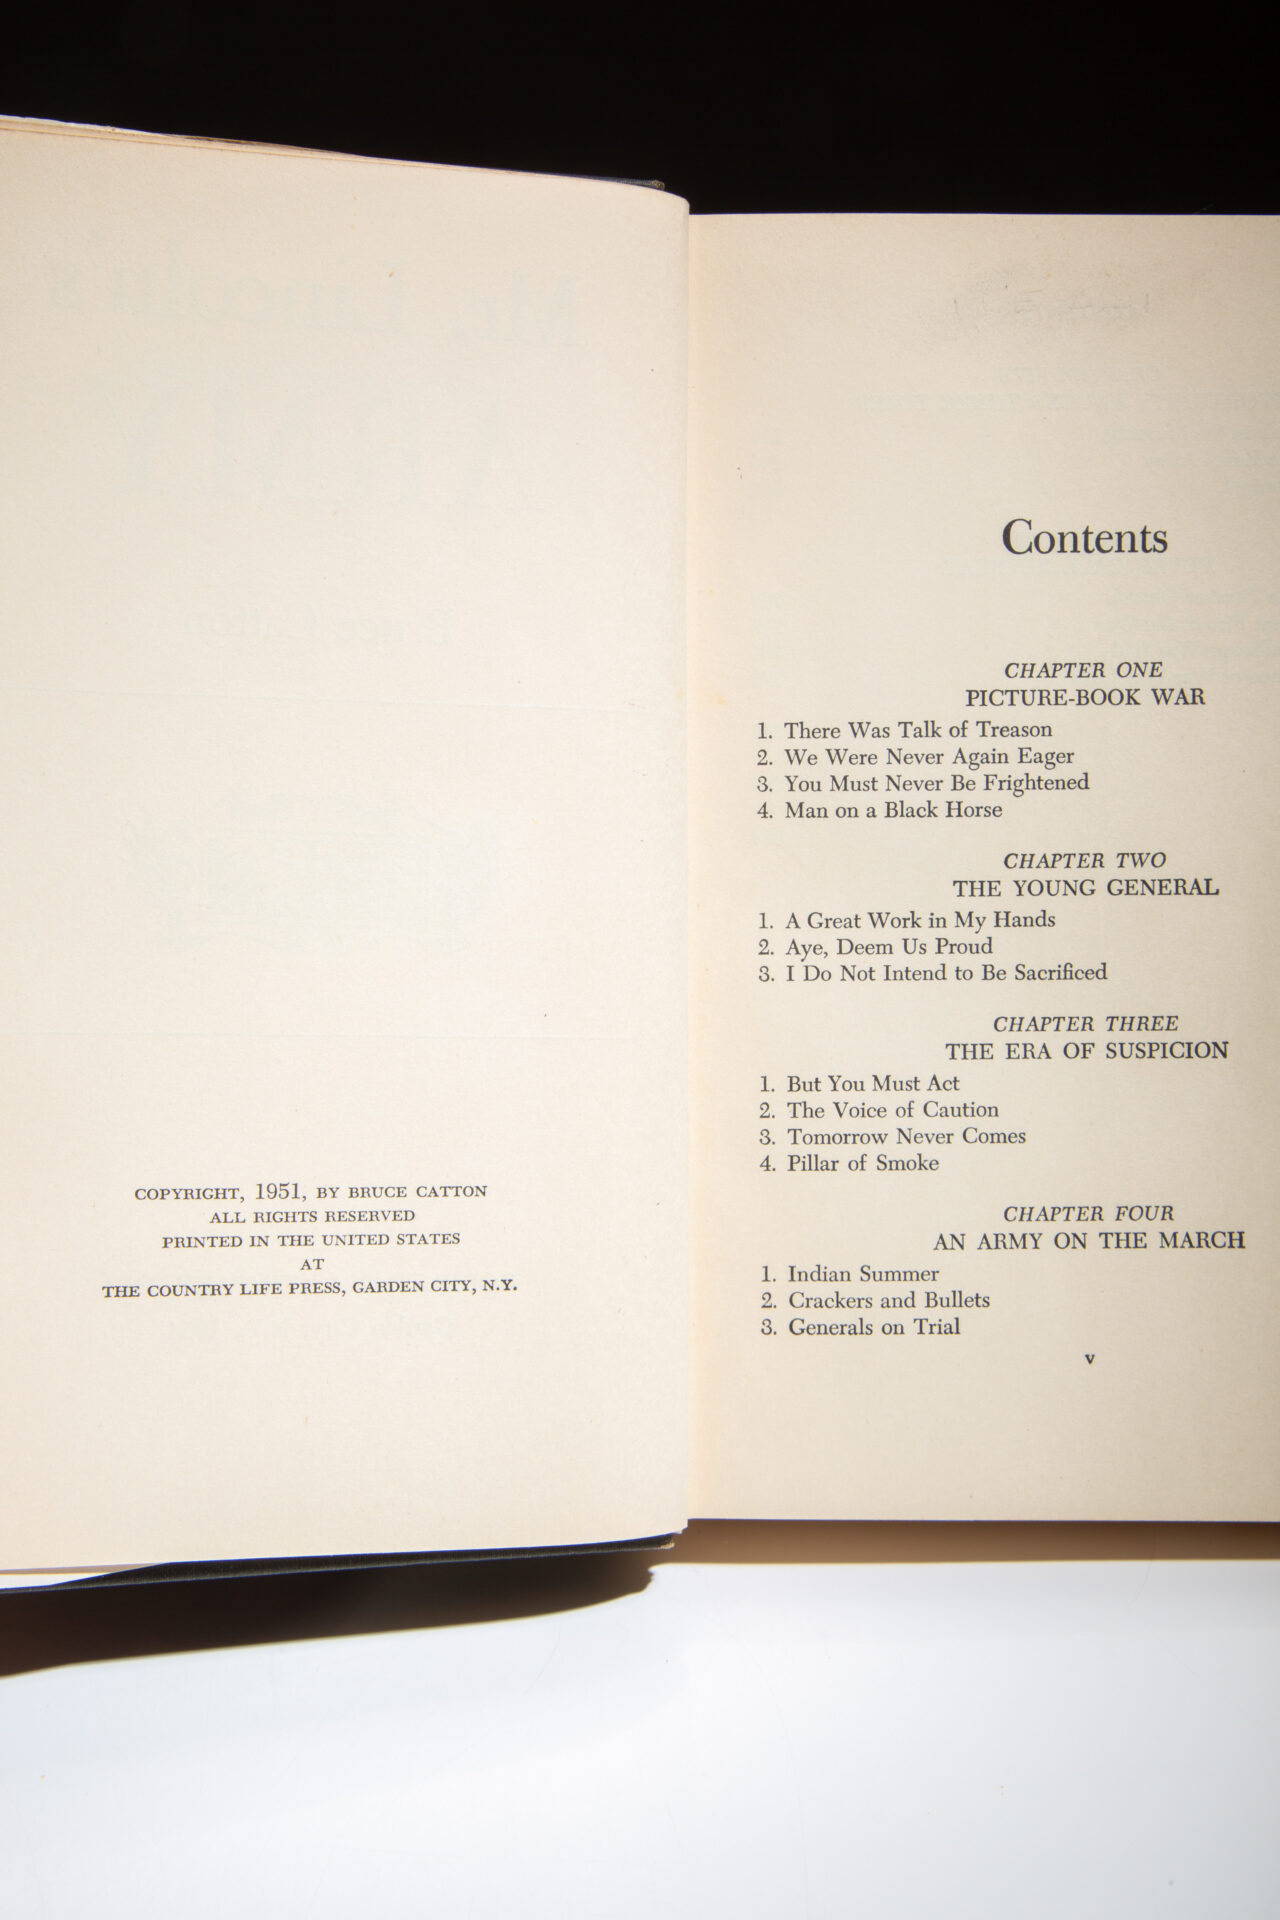 COPYRIGHT, 1951, BY BRUCE CATTON
ALL RIGHTS RESERVED
PRINTED IN THE UNITED STATES
AT
THE COUNTRY LIFE PRESS, GARDEN CITY, N.Y.
Contents
CHAPTER ONE
PICTURE-BOOK WAR
1. There Was Talk of Treason
2. We Were Never Again Eager
3. You Must Never Be Frightened
4. Man on a Black Horse
CHAPTER TWO
THE YOUNG GENERAL
1. A Great Work in My Hands
2. Aye, Deem Us Proud
3. I Do Not Intend to Be Sacrificed
CHAPTER THREE
THE ERA OF SUSPICION
1. But You Must Act
2. The Voice of Caution
3. Tomorrow Never Comes
4. Pillar of Smoke
CHAPTER FOUR
AN ARMY ON THE MARCH
1. Indian Summer
2. Crackers and Bullets
3. Generals on Trial
v